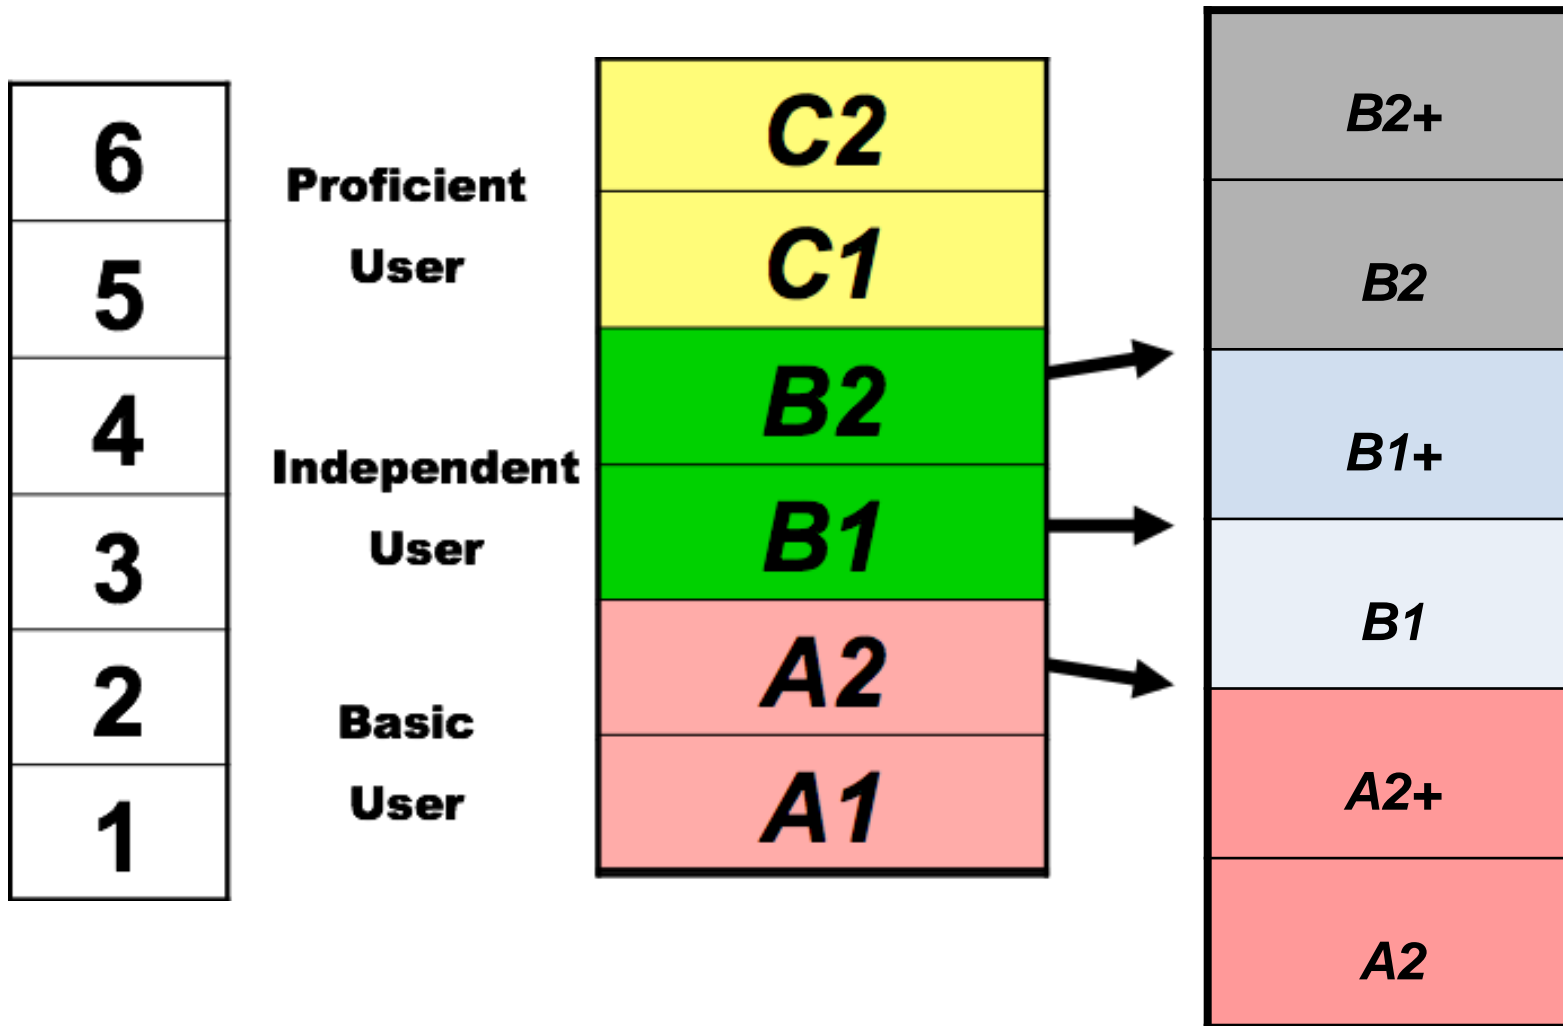 6
5
4
3
2
1
Proficient
User
Independent
User
Basic
User
C2
C1
B2
B1
A2
A1
B2+
B2
B1+
B1
A2+
A2